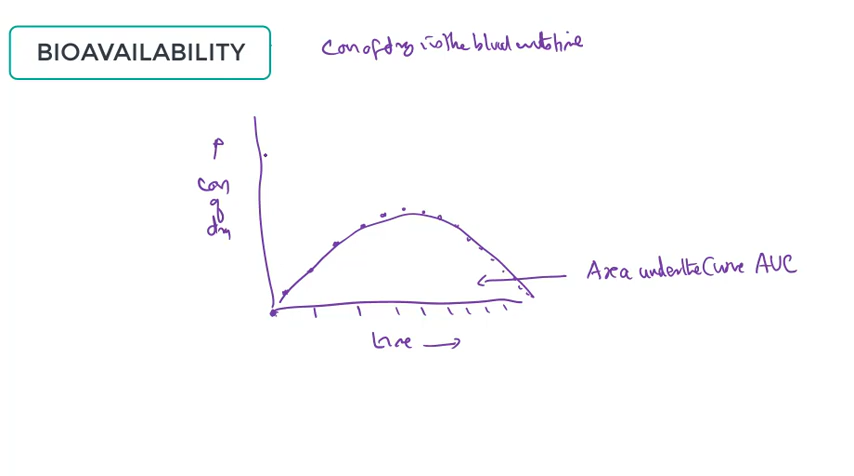 BIOAVAILABILITY
Con of drug in the blood with time
P
con
of
drug
Area under the Curve AUC
time